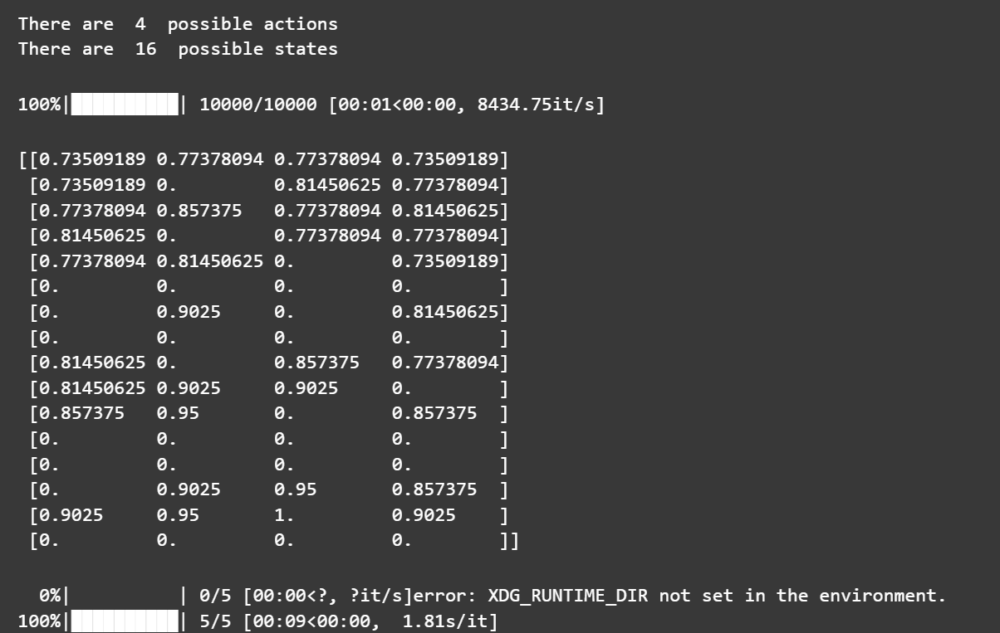 There are  4  possible actions
There are  16  possible states
100%|██████████| 10000/10000 [00:01<00:00, 8434.75it/s]
[[0.73509189 0.77378094 0.77378094 0.73509189]
 [0.73509189 0.         0.81450625 0.77378094]
 [0.77378094 0.857375   0.77378094 0.81450625]
 [0.81450625 0.         0.77378094 0.77378094]
 [0.77378094 0.81450625 0.         0.73509189]
 [0.         0.         0.         0.        ]
 [0.         0.9025     0.         0.81450625]
 [0.         0.         0.         0.        ]
 [0.81450625 0.         0.857375   0.77378094]
 [0.81450625 0.9025     0.9025     0.        ]
 [0.857375   0.95       0.         0.857375  ]
 [0.         0.         0.         0.        ]
 [0.         0.         0.         0.        ]
 [0.         0.9025     0.95       0.857375  ]
 [0.9025     0.95       1.         0.9025    ]
 [0.         0.         0.         0.        ]]
  0%|          | 0/5 [00:00<?, ?it/s]error: XDG_RUNTIME_DIR not set in the environment.
100%|██████████| 5/5 [00:09<00:00,  1.81s/it]